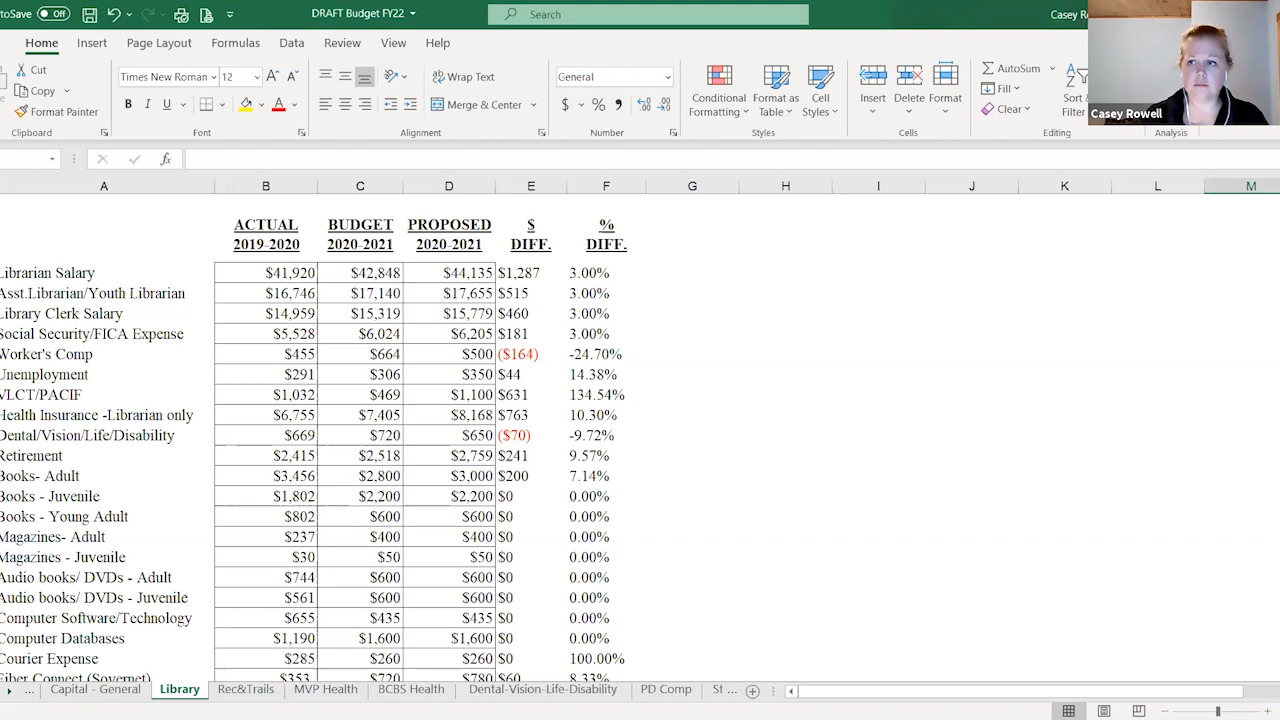 toSave Off DRAFT Budget FY22 Search Casey Ro
Home Insert Page Layout Formulas Data Review View Help
Cut
Copy
Format Painter
Clipboard
Times New Roman 12
B I U
Font
Wrap Text
Merge & Center
Alignment
General
$ %
Number
Conditional Formatting
Format as Table
Cell Styles
Styles
Insert Delete Format
Cells
AutoSum
Fill
Clear
Sort
Filter
Editing
Analysis
Casey Rowell
fx
A B C D E F G H I J K L M
ACTUAL BUDGET PROPOSED $ %
2019-2020 2020-2021 2020-2021 DIFF. DIFF.
Librarian Salary $41,920 $42,848 $44,135 $1,287 3.00%
Asst.Librarian/Youth Librarian $16,746 $17,140 $17,655 $515 3.00%
Library Clerk Salary $14,959 $15,319 $15,779 $460 3.00%
Social Security/FICA Expense $5,528 $6,024 $6,205 $181 3.00%
Worker's Comp $455 $664 $500 ($164) -24.70%
Unemployment $291 $306 $350 $44 14.38%
VLCT/PACIF $1,032 $469 $1,100 $631 134.54%
Health Insurance -Librarian only $6,755 $7,405 $8,168 $763 10.30%
Dental/Vision/Life/Disability $669 $720 $650 ($70) -9.72%
Retirement $2,415 $2,518 $2,759 $241 9.57%
Books- Adult $3,456 $2,800 $3,000 $200 7.14%
Books - Juvenile $1,802 $2,200 $2,200 $0 0.00%
Books - Young Adult $802 $600 $600 $0 0.00%
Magazines- Adult $237 $400 $400 $0 0.00%
Magazines - Juvenile $30 $50 $50 $0 0.00%
Audio books/ DVDs - Adult $744 $600 $600 $0 0.00%
Audio books/ DVDs - Juvenile $561 $600 $600 $0 0.00%
Computer Software/Technology $655 $435 $435 $0 0.00%
Computer Databases $1,190 $1,600 $1,600 $0 0.00%
Courier Expense $285 $260 $260 $0 100.00%
Fiber Connect (Sovernet) $353 $720 $780 $60 8.33%
... Capital - General Library Rec&Trails MVP Health BCBS Health Dental-Vision-Life-Disability PD Comp St ...